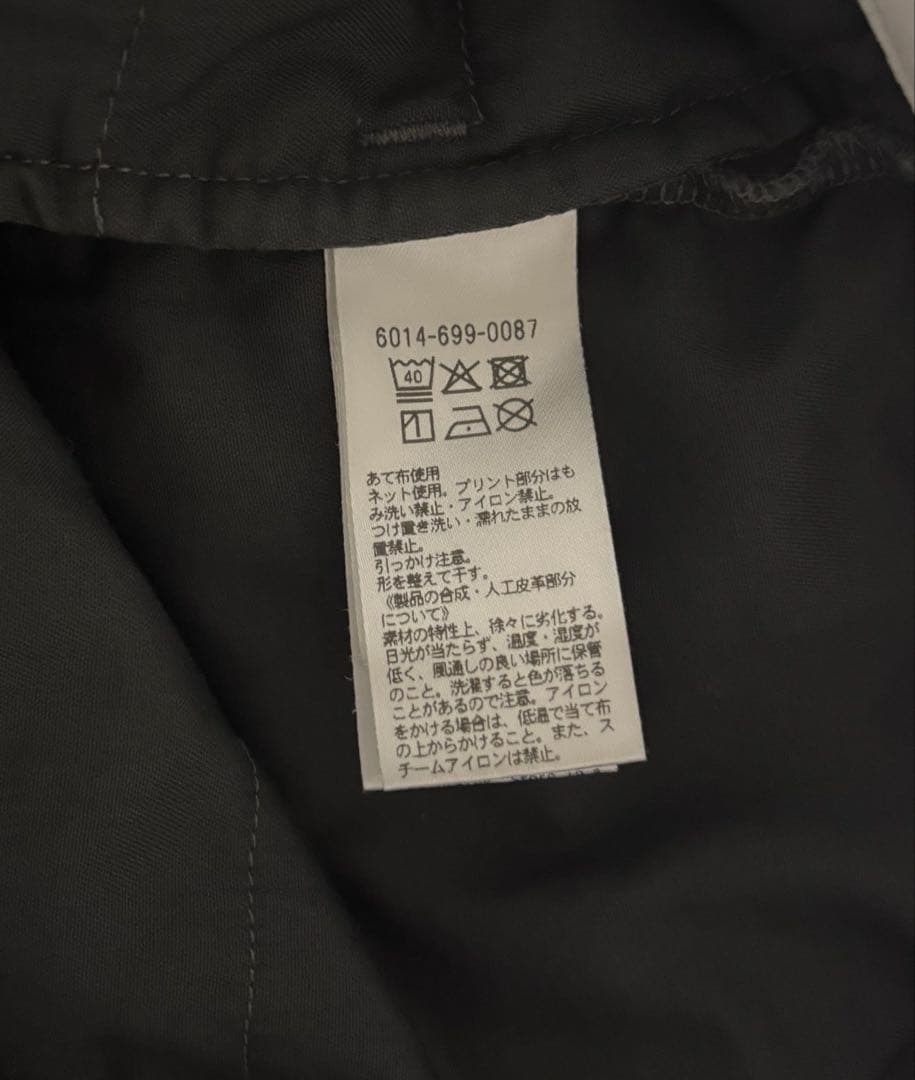 6014-699-0087
40
あて布使用
ネット使用。プリント部分はも
み洗い禁止・アイロン禁止。
つけ置き洗い・濡れたままの放
置禁止。
引っかけ注意。
形を整えて干す。
《製品の合成・人工皮革部分
について》
素材の特性上、徐々に劣化する。
日光が当たらず、温度・湿度が
低く、風通しの良い場所に保管
のこと。洗濯すると色が落ちる
ことがあるので注意。アイロン
をかける場合は、低温で当て布
の上からかけること。また、ス
チームアイロンは禁止。